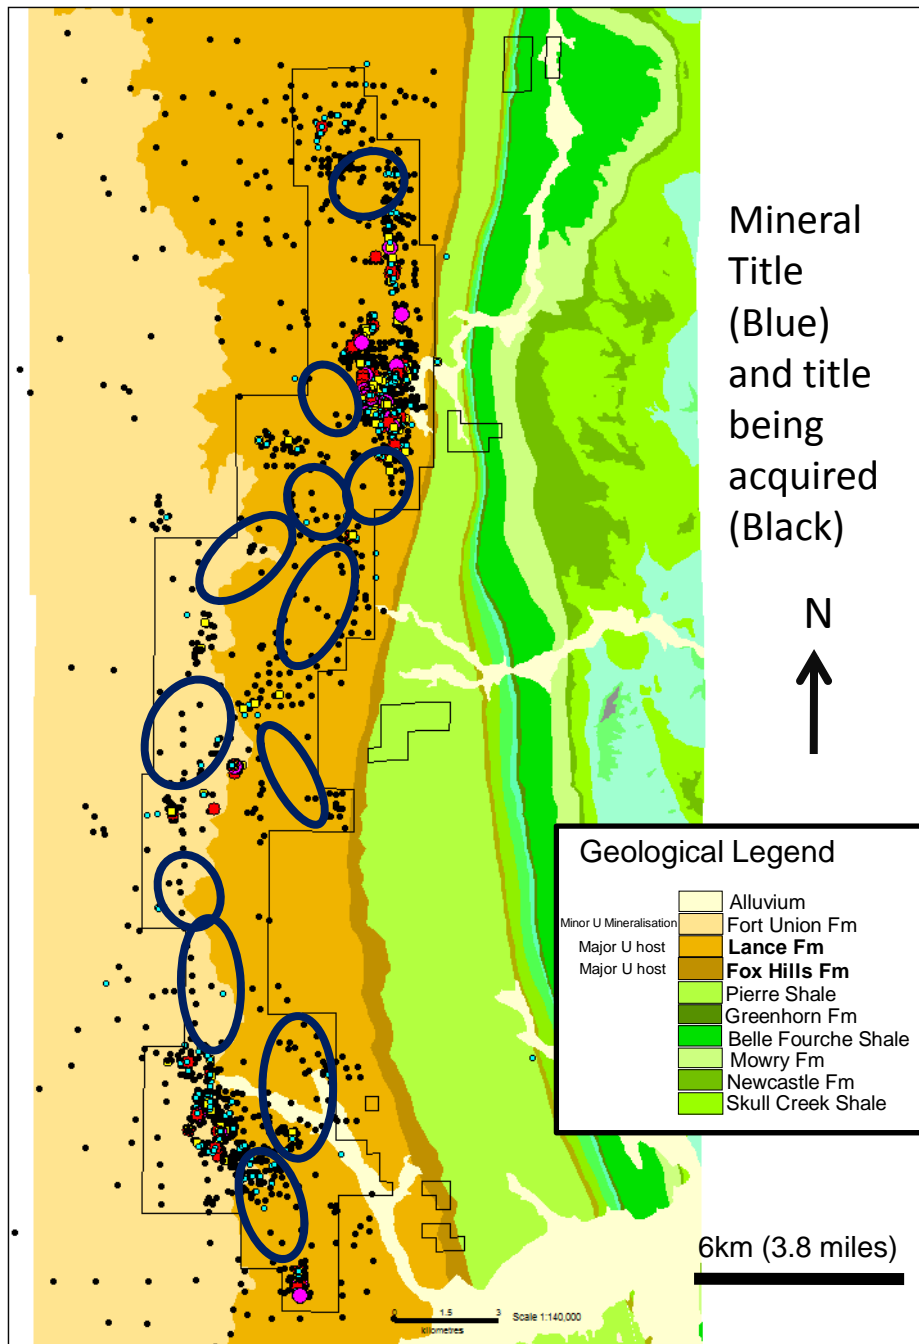 Mineral
Title
(Blue)
and title
being
acquired
(Black)
N
Geological Legend
Alluvium
Minor U Mineralisation Fort Union Fm
Major U host Lance Fm
Major U host Fox Hills Fm
Pierre Shale
Greenhorn Fm
Belle Fourche Shale
Mowry Fm
Newcastle Fm
Skull Creek Shale
6km (3.8 miles)
0 1.5 3 Scale 1:140,000
kilometres